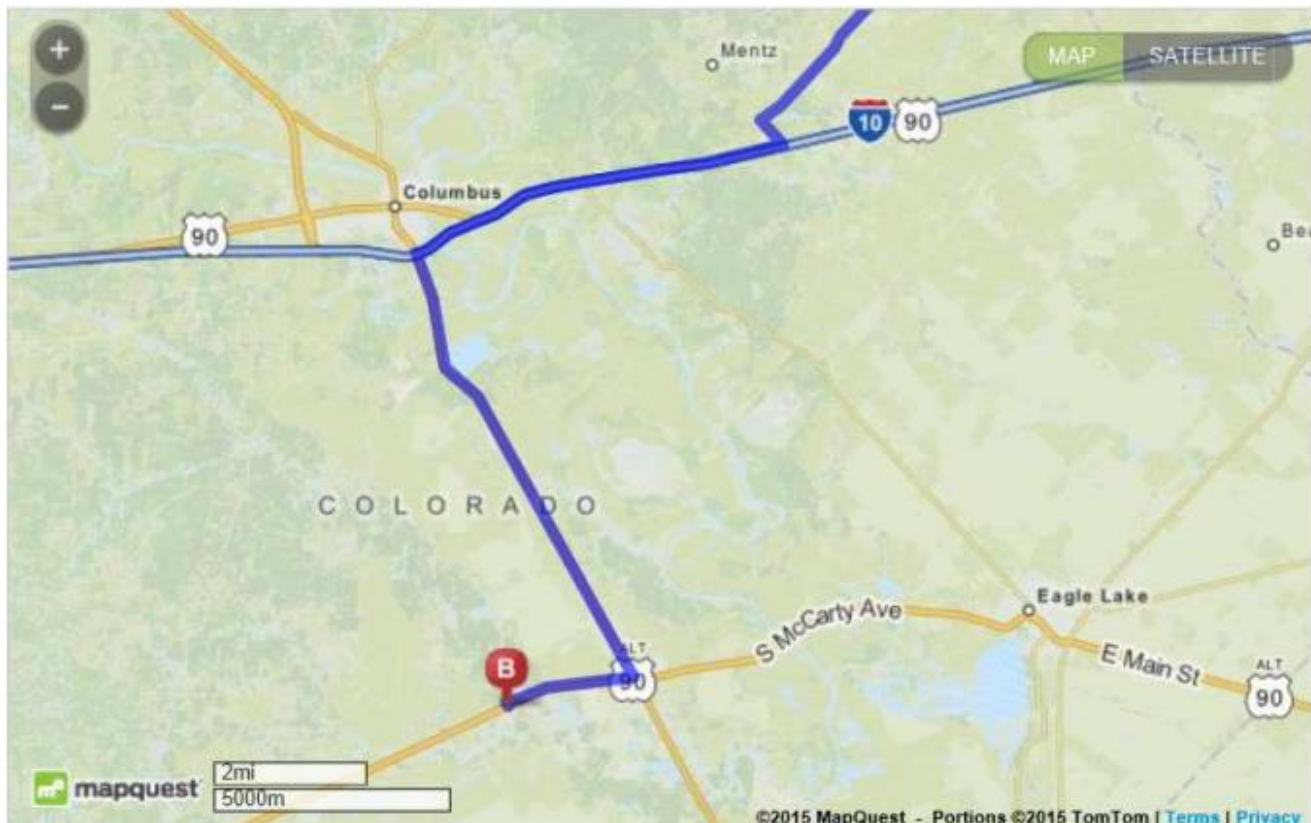 +
−
Mentz
MAP SATELLITE
10 90
Columbus
90
COLORADO
Eagle Lake
S McCarty Ave
ALT
90
B
E Main St
ALT
90
mapquest
2mi
5000m
©2015 MapQuest - Portions ©2015 TomTom | Terms | Privacy